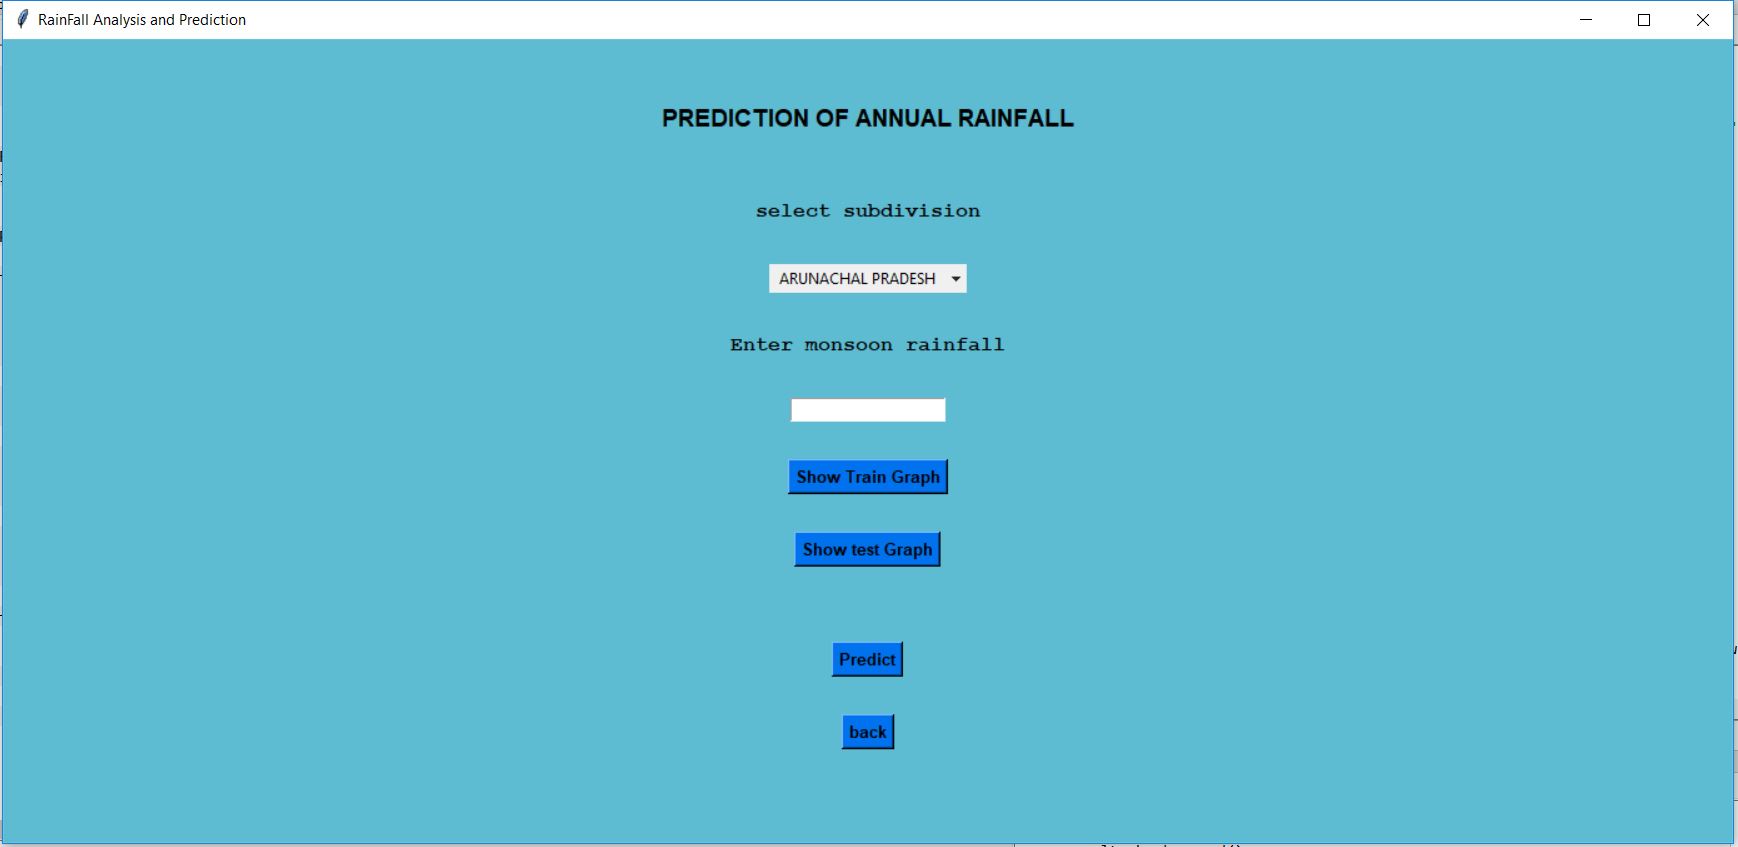 RainFall Analysis and Prediction
PREDICTION OF ANNUAL RAINFALL
select subdivision
ARUNACHAL PRADESH
Enter monsoon rainfall
Show Train Graph
Show test Graph
Predict
back